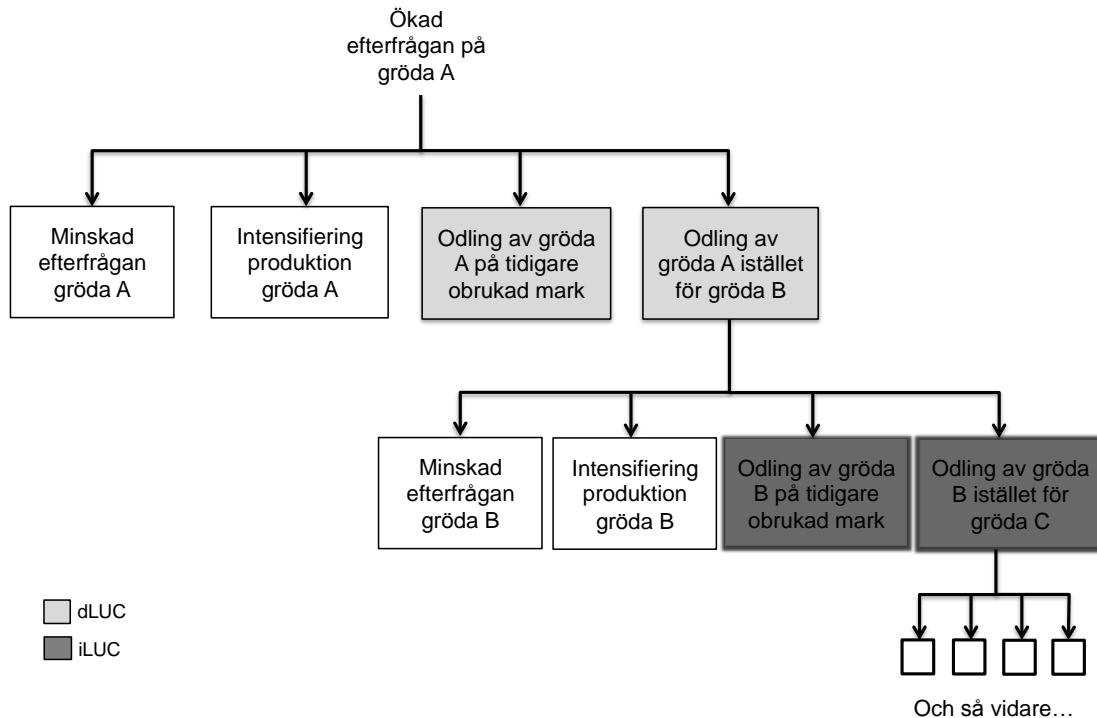 Ökad
efterfrågan på
gröda A
Minskad
efterfrågan
gröda A
Intensifiering
produktion
gröda A
Odling av gröda
A på tidigare
obrukad mark
Odling av
gröda A istället
för gröda B
Minskad
efterfrågan
gröda B
Intensifiering
produktion
gröda B
Odling av gröda
B på tidigare
obrukad mark
Odling av gröda
B istället för
gröda C
dLUC
iLUC
Och så vidare…